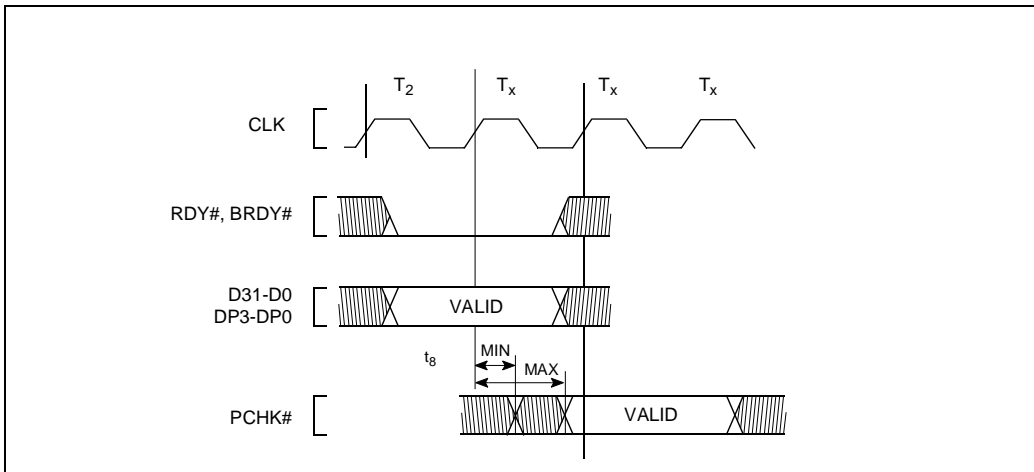 T2 Tx Tx Tx
CLK
RDY#, BRDY#
D31-D0
DP3-DP0
VALID
t8
MIN
MAX
PCHK#
VALID